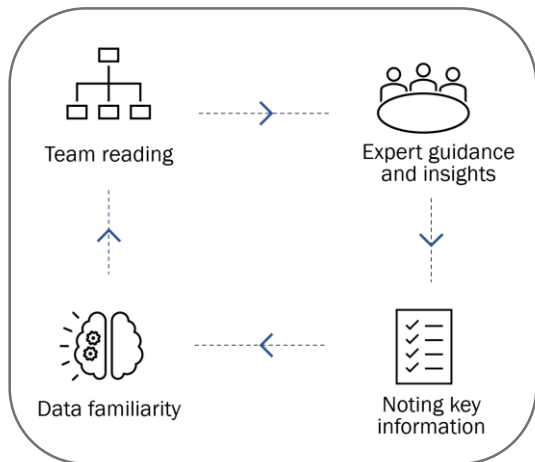 Team reading
Expert guidance
and insights
Data familiarity
Noting key
information